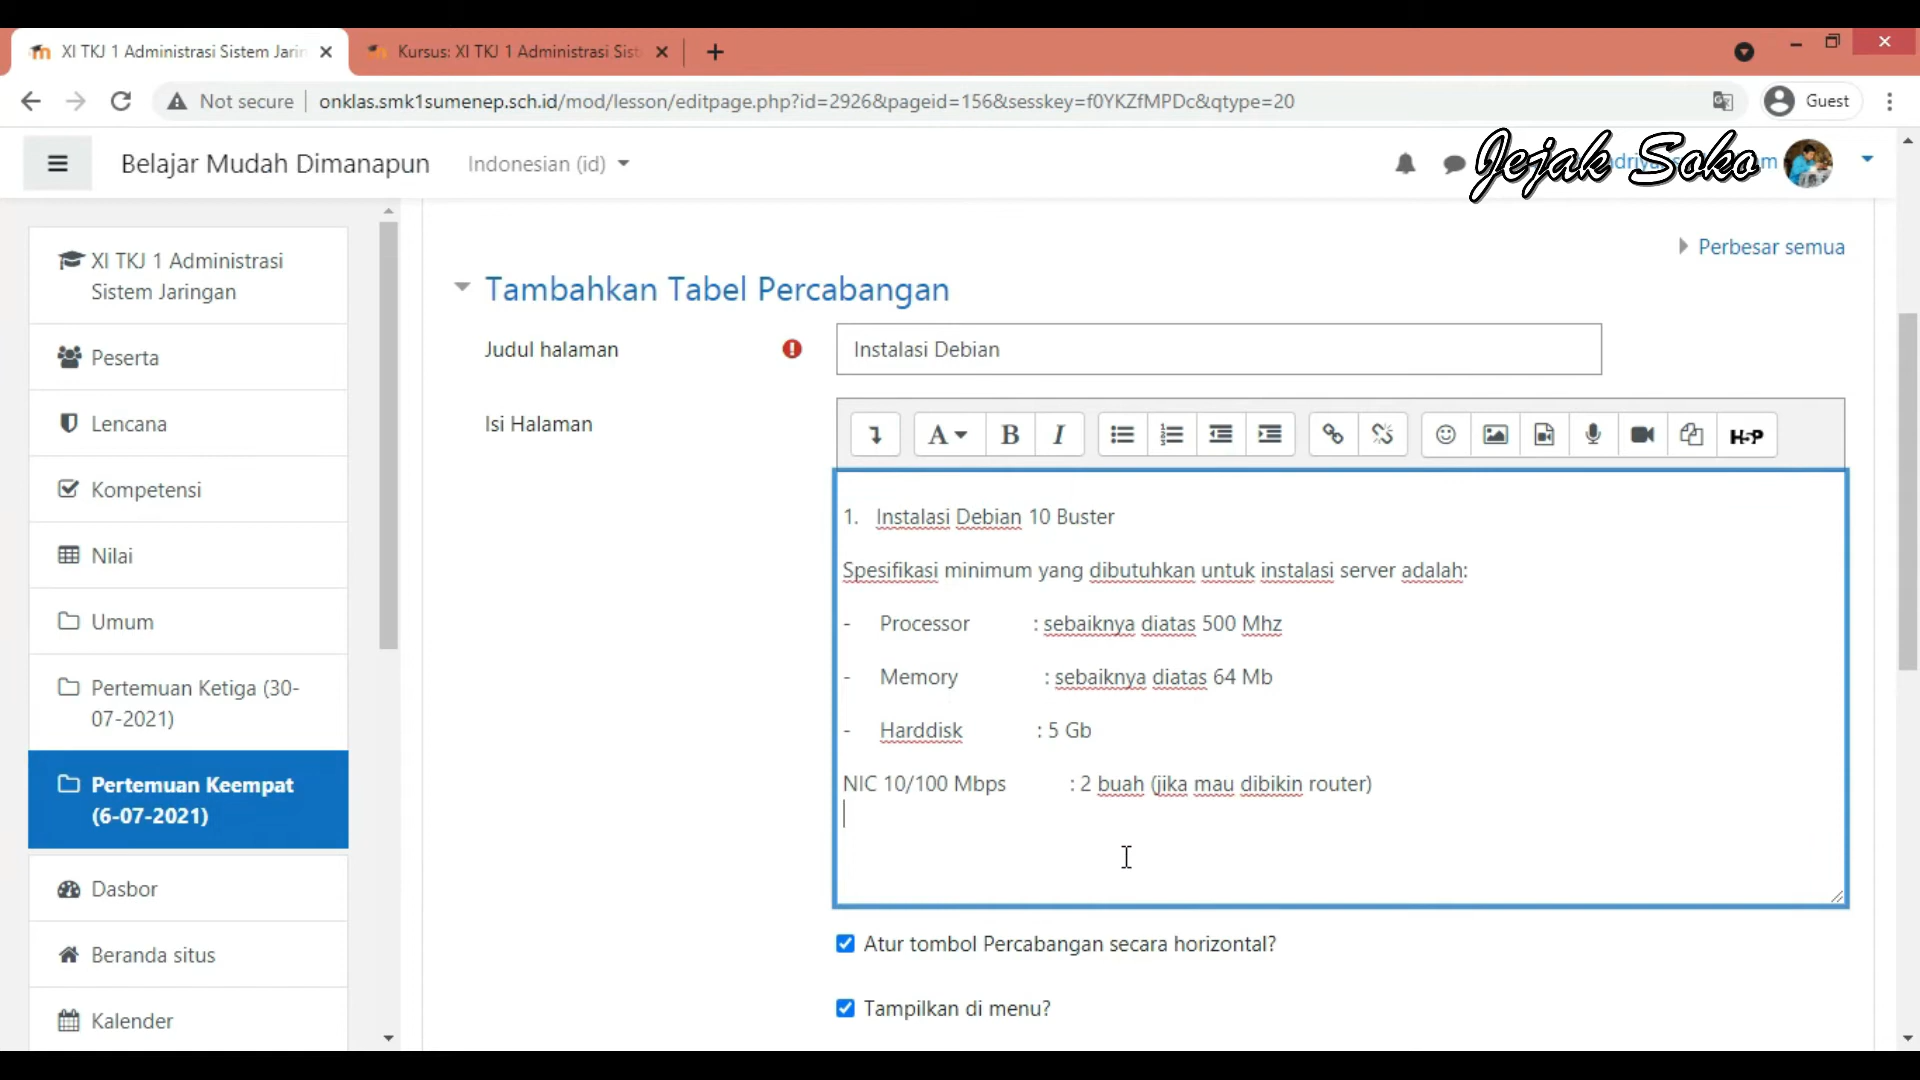 XI TKJ 1 Administrasi Sistem Jarin
Kursus: XI TKJ 1 Administrasi Sist
Not secure
onklas.smk1sumenep.sch.id/mod/lesson/editpage.php?id=2926&pageid=156&sesskey=f0YKZfMPDc&qtype=20
Guest
Belajar Mudah Dimanapun
Indonesian (id)
Jejak Soko
XI TKJ 1 Administrasi
Sistem Jaringan
Peserta
Lencana
Kompetensi
Nilai
Umum
Pertemuan Ketiga (30-
07-2021)
Pertemuan Keempat
(6-07-2021)
Dasbor
Beranda situs
Kalender
Perbesar semua
Tambahkan Tabel Percabangan
Judul halaman
Instalasi Debian
Isi Halaman
A B I
H5P
1. Instalasi Debian 10 Buster
Spesifikasi minimum yang dibutuhkan untuk instalasi server adalah:
- Processor : sebaiknya diatas 500 Mhz
- Memory : sebaiknya diatas 64 Mb
- Harddisk : 5 Gb
NIC 10/100 Mbps : 2 buah (jika mau dibikin router)
Atur tombol Percabangan secara horizontal?
Tampilkan di menu?